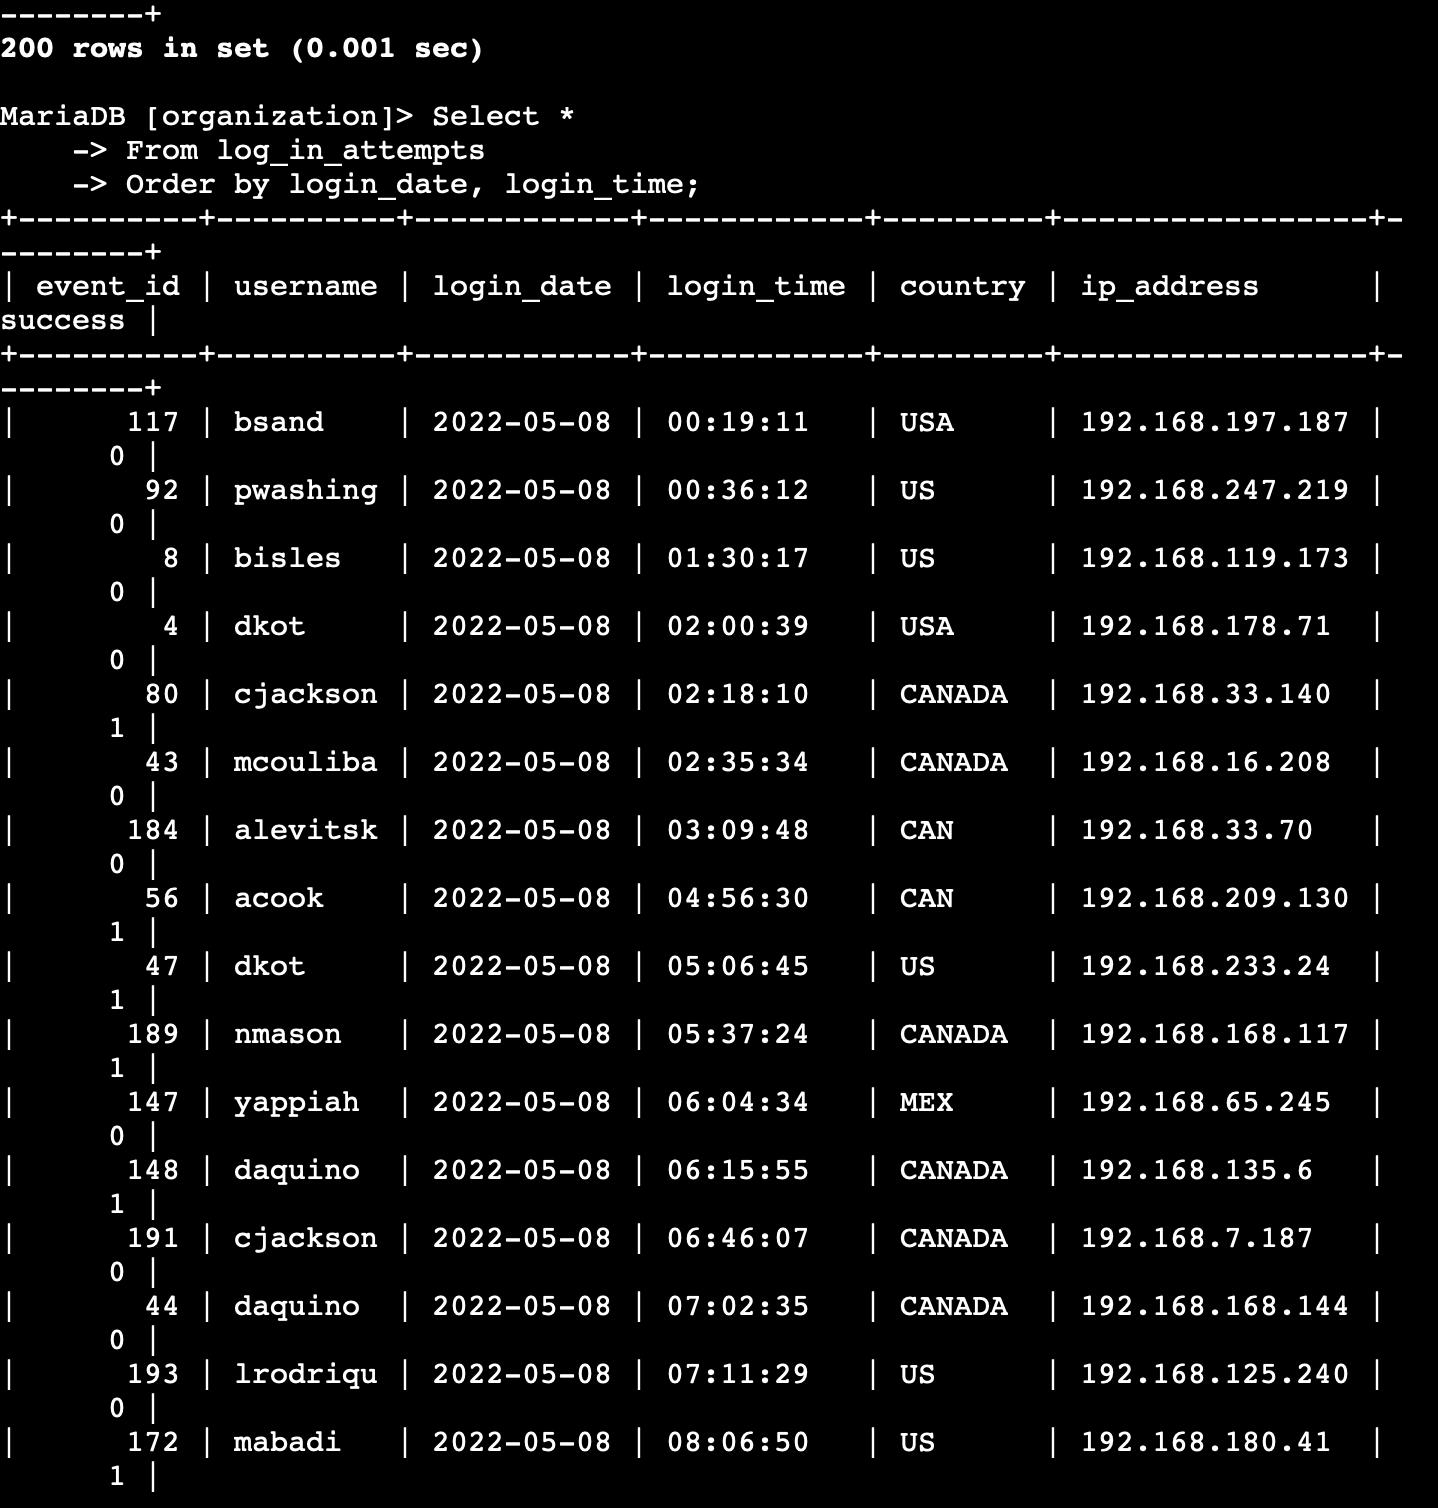 --------+
200 rows in set (0.001 sec)
MariaDB [organization]> Select *
    -> From log_in_attempts
    -> Order by login_date, login_time;
+----------+----------+------------+------------+---------+-----------------+-
--------+
| event_id | username | login_date | login_time | country | ip_address      |
success |
+----------+----------+------------+------------+---------+-----------------+-
--------+
|      117 | bsand    | 2022-05-08 | 00:19:11   | USA     | 192.168.197.187 |
      0 |
|       92 | pwashing | 2022-05-08 | 00:36:12   | US      | 192.168.247.219 |
      0 |
|        8 | bisles   | 2022-05-08 | 01:30:17   | US      | 192.168.119.173 |
      0 |
|        4 | dkot     | 2022-05-08 | 02:00:39   | USA     | 192.168.178.71  |
      0 |
|       80 | cjackson | 2022-05-08 | 02:18:10   | CANADA  | 192.168.33.140  |
      1 |
|       43 | mcouliba | 2022-05-08 | 02:35:34   | CANADA  | 192.168.16.208  |
      0 |
|      184 | alevitsk | 2022-05-08 | 03:09:48   | CAN     | 192.168.33.70   |
      0 |
|       56 | acook    | 2022-05-08 | 04:56:30   | CAN     | 192.168.209.130 |
      1 |
|       47 | dkot     | 2022-05-08 | 05:06:45   | US      | 192.168.233.24  |
      1 |
|      189 | nmason   | 2022-05-08 | 05:37:24   | CANADA  | 192.168.168.117 |
      1 |
|      147 | yappiah  | 2022-05-08 | 06:04:34   | MEX     | 192.168.65.245  |
      0 |
|      148 | daquino  | 2022-05-08 | 06:15:55   | CANADA  | 192.168.135.6   |
      1 |
|      191 | cjackson | 2022-05-08 | 06:46:07   | CANADA  | 192.168.7.187   |
      0 |
|       44 | daquino  | 2022-05-08 | 07:02:35   | CANADA  | 192.168.168.144 |
      0 |
|      193 | lrodriqu | 2022-05-08 | 07:11:29   | US      | 192.168.125.240 |
      0 |
|      172 | mabadi   | 2022-05-08 | 08:06:50   | US      | 192.168.180.41  |
      1 |